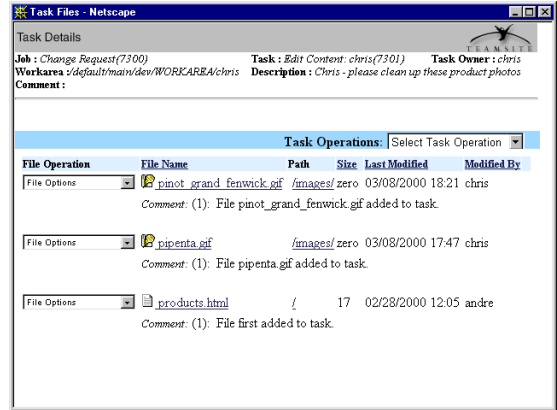 Task Files - Netscape
Task Details
TEAMSITE
Job : Change Request(7300) Task : Edit Content: chris(7301) Task Owner : chris
Workarea :/default/main/dev/WORKAREA/chris Description : Chris - please clean up these product photos
Comment :
Task Operations: Select Task Operation
File Operation File Name Path Size Last Modified Modified By
File Options pinot_grand_fenwick.gif /images/ zero 03/08/2000 18:21 chris
Comment: (1): File pinot_grand_fenwick.gif added to task.
File Options pipenta.gif /images/ zero 03/08/2000 17:47 chris
Comment: (1): File pipenta.gif added to task.
File Options products.html / 17 02/28/2000 12:05 andre
Comment: (1): File first added to task.